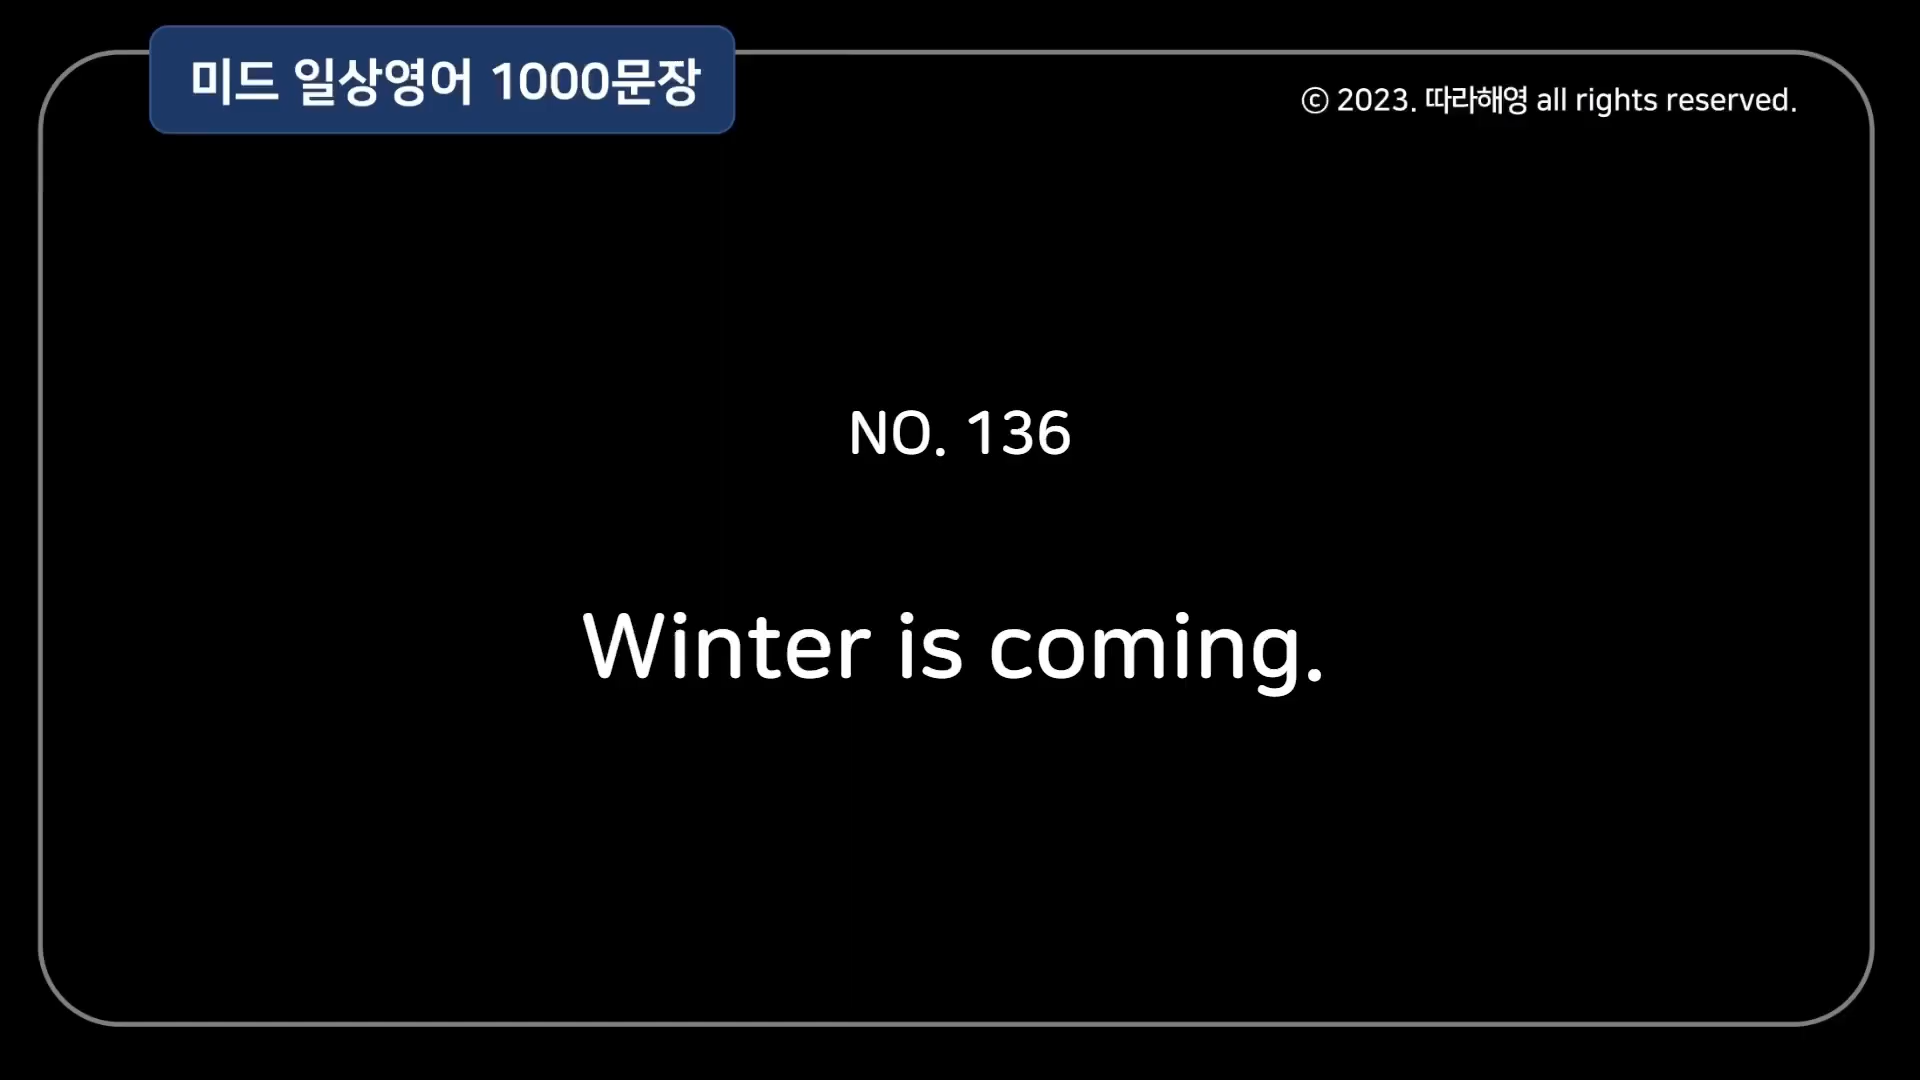 미드 일상영어 1000문장
ⓒ 2023. 따라해영 all rights reserved.
NO. 136
Winter is coming.